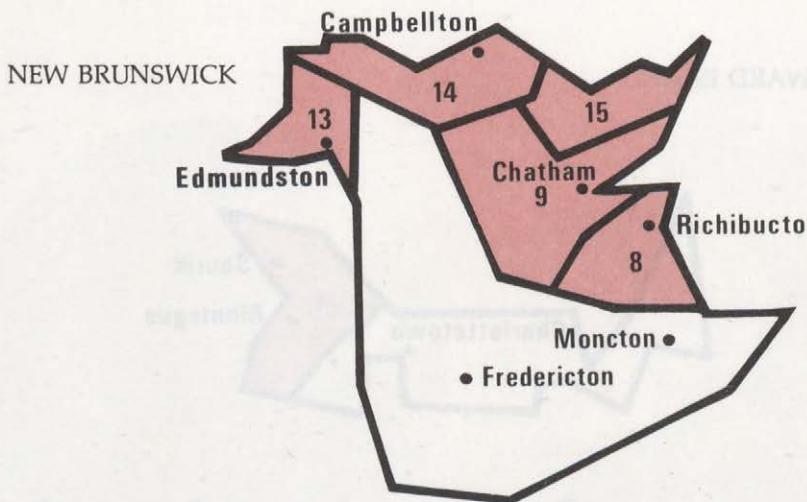 Campbellton
NEW BRUNSWICK
14
15
13
Edmundston
Chatham
9
Richibucto
8
Moncton
Fredericton